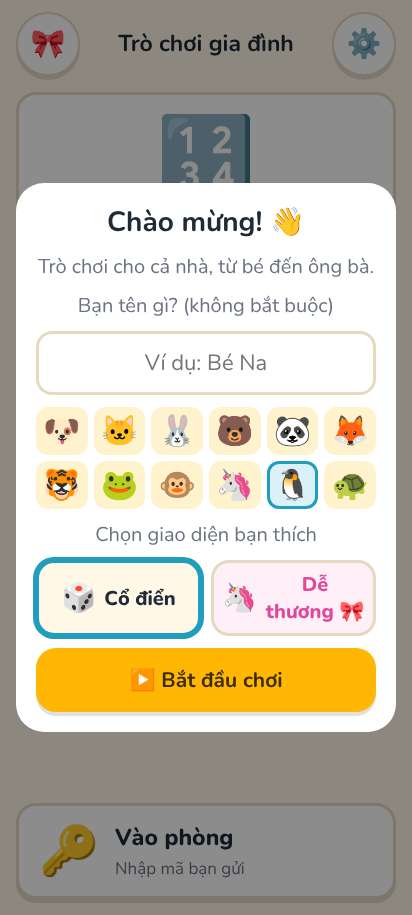 Trò chơi gia đình
1 2
3 4
Chào mừng! 👋
Trò chơi cho cả nhà, từ bé đến ông bà.
Bạn tên gì? (không bắt buộc)
Ví dụ: Bé Na
Chọn giao diện bạn thích
Cổ điển
Dễ
thương
Bắt đầu chơi
Vào phòng
Nhập mã bạn gửi